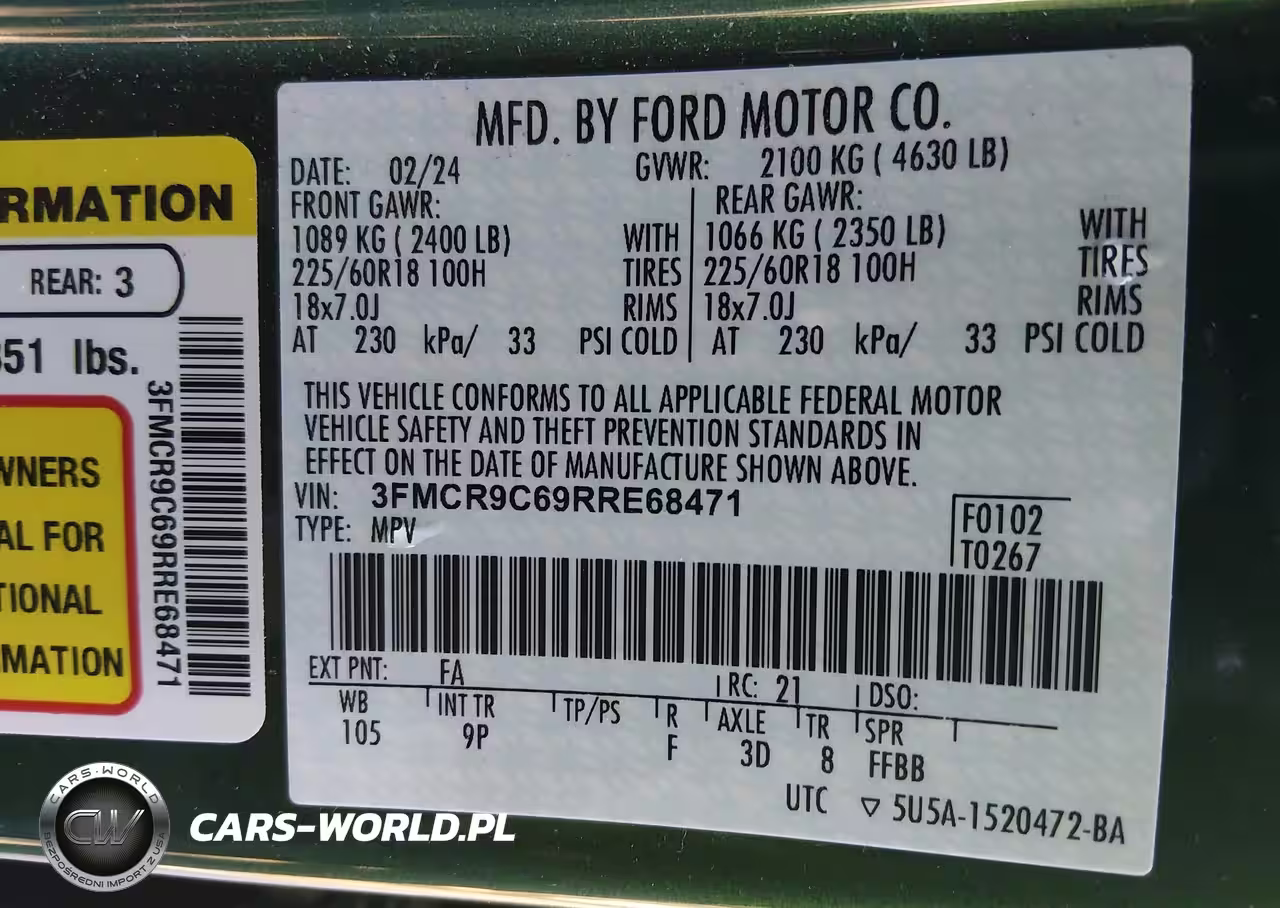 RMATION
REAR: 3
351 lbs.
WNERS
AL FOR
TIONAL
MATION
3FMCR9C69RRE68471
MFD. BY FORD MOTOR CO.
DATE: 02/24 GVWR: 2100 KG ( 4630 LB)
FRONT GAWR: REAR GAWR:
1089 KG ( 2400 LB) WITH 1066 KG ( 2350 LB) WITH
225/60R18 100H TIRES 225/60R18 100H TIRES
18x7.0J RIMS 18x7.0J RIMS
AT 230 kPa/ 33 PSI COLD AT 230 kPa/ 33 PSI COLD
THIS VEHICLE CONFORMS TO ALL APPLICABLE FEDERAL MOTOR
VEHICLE SAFETY AND THEFT PREVENTION STANDARDS IN
EFFECT ON THE DATE OF MANUFACTURE SHOWN ABOVE.
VIN: 3FMCR9C69RRE68471
TYPE: MPV
F0102
T0267
EXT PNT: FA RC: 21 DSO:
WB INT TR TP/PS R AXLE TR SPR
105 9P F 3D 8 FFBB
UTC ▽ 5U5A-1520472-BA
CARS-WORLD
CW
BEZPOŚREDNI IMPORT Z USA
CARS-WORLD.PL